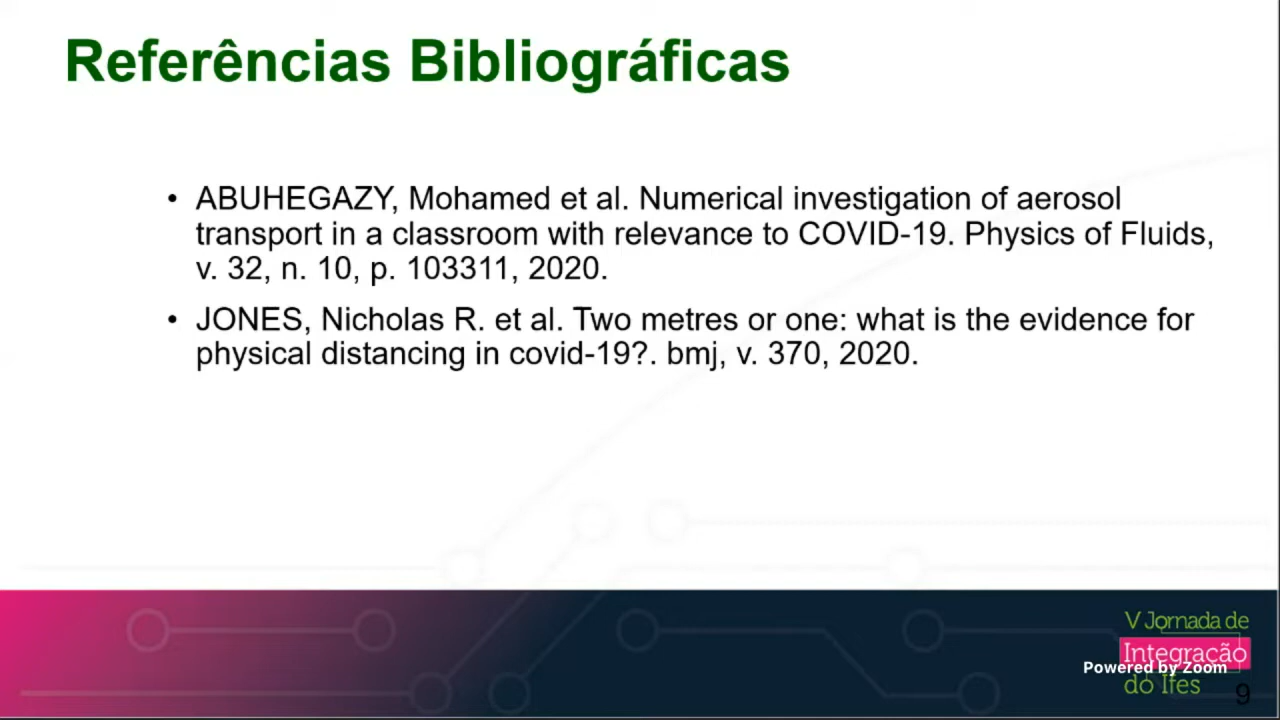 Referências Bibliográficas
• ABUHEGAZY, Mohamed et al. Numerical investigation of aerosol
transport in a classroom with relevance to COVID-19. Physics of Fluids,
v. 32, n. 10, p. 103311, 2020.
• JONES, Nicholas R. et al. Two metres or one: what is the evidence for
physical distancing in covid-19?. bmj, v. 370, 2020.
V Jornada de
Integração
Powered by Zoom
do Ifes
9